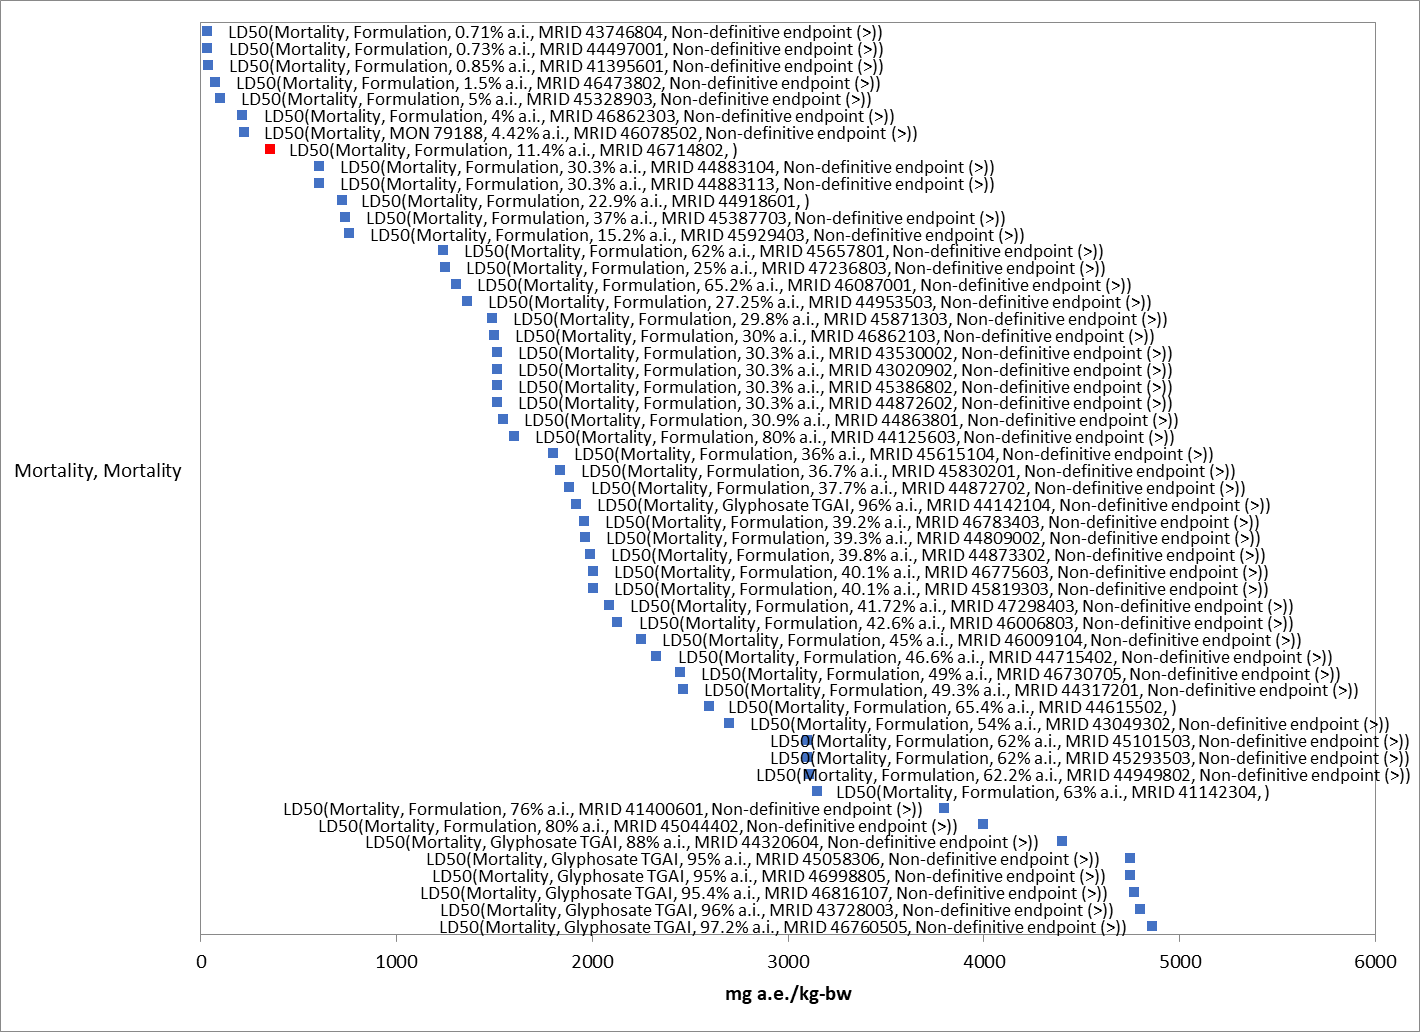 LD50(Mortality, Formulation, 0.71% a.i., MRID 43746804, Non-definitive endpoint (>))
LD50(Mortality, Formulation, 0.73% a.i., MRID 44497001, Non-definitive endpoint (>))
LD50(Mortality, Formulation, 0.85% a.i., MRID 41395601, Non-definitive endpoint (>))
LD50(Mortality, Formulation, 1.5% a.i., MRID 46473802, Non-definitive endpoint (>))
LD50(Mortality, Formulation, 5% a.i., MRID 45328903, Non-definitive endpoint (>))
LD50(Mortality, Formulation, 4% a.i., MRID 46862303, Non-definitive endpoint (>))
LD50(Mortality, MON 79188, 4.42% a.i., MRID 46078502, Non-definitive endpoint (>))
LD50(Mortality, Formulation, 11.4% a.i., MRID 46714802, )
LD50(Mortality, Formulation, 30.3% a.i., MRID 44883104, Non-definitive endpoint (>))
LD50(Mortality, Formulation, 30.3% a.i., MRID 44883113, Non-definitive endpoint (>))
LD50(Mortality, Formulation, 22.9% a.i., MRID 44918601, )
LD50(Mortality, Formulation, 37% a.i., MRID 45387703, Non-definitive endpoint (>))
LD50(Mortality, Formulation, 15.2% a.i., MRID 45929403, Non-definitive endpoint (>))
LD50(Mortality, Formulation, 62% a.i., MRID 45657801, Non-definitive endpoint (>))
LD50(Mortality, Formulation, 25% a.i., MRID 47236803, Non-definitive endpoint (>))
LD50(Mortality, Formulation, 65.2% a.i., MRID 46087001, Non-definitive endpoint (>))
LD50(Mortality, Formulation, 27.25% a.i., MRID 44953503, Non-definitive endpoint (>))
LD50(Mortality, Formulation, 29.8% a.i., MRID 45871303, Non-definitive endpoint (>))
LD50(Mortality, Formulation, 30% a.i., MRID 46862103, Non-definitive endpoint (>))
LD50(Mortality, Formulation, 30.3% a.i., MRID 43530002, Non-definitive endpoint (>))
LD50(Mortality, Formulation, 30.3% a.i., MRID 43020902, Non-definitive endpoint (>))
LD50(Mortality, Formulation, 30.3% a.i., MRID 45386802, Non-definitive endpoint (>))
LD50(Mortality, Formulation, 30.3% a.i., MRID 44872602, Non-definitive endpoint (>))
LD50(Mortality, Formulation, 30.9% a.i., MRID 44863801, Non-definitive endpoint (>))
LD50(Mortality, Formulation, 80% a.i., MRID 44125603, Non-definitive endpoint (>))
LD50(Mortality, Formulation, 36% a.i., MRID 45615104, Non-definitive endpoint (>))
Mortality, Mortality
LD50(Mortality, Formulation, 36.7% a.i., MRID 45830201, Non-definitive endpoint (>))
LD50(Mortality, Formulation, 37.7% a.i., MRID 44872702, Non-definitive endpoint (>))
LD50(Mortality, Glyphosate TGAI, 96% a.i., MRID 44142104, Non-definitive endpoint (>))
LD50(Mortality, Formulation, 39.2% a.i., MRID 46783403, Non-definitive endpoint (>))
LD50(Mortality, Formulation, 39.3% a.i., MRID 44809002, Non-definitive endpoint (>))
LD50(Mortality, Formulation, 39.8% a.i., MRID 44873302, Non-definitive endpoint (>))
LD50(Mortality, Formulation, 40.1% a.i., MRID 46775603, Non-definitive endpoint (>))
LD50(Mortality, Formulation, 40.1% a.i., MRID 45819303, Non-definitive endpoint (>))
LD50(Mortality, Formulation, 41.72% a.i., MRID 47298403, Non-definitive endpoint (>))
LD50(Mortality, Formulation, 42.6% a.i., MRID 46006803, Non-definitive endpoint (>))
LD50(Mortality, Formulation, 45% a.i., MRID 46009104, Non-definitive endpoint (>))
LD50(Mortality, Formulation, 46.6% a.i., MRID 44715402, Non-definitive endpoint (>))
LD50(Mortality, Formulation, 49% a.i., MRID 46730705, Non-definitive endpoint (>))
LD50(Mortality, Formulation, 49.3% a.i., MRID 44317201, Non-definitive endpoint (>))
LD50(Mortality, Formulation, 65.4% a.i., MRID 44615502, )
LD50(Mortality, Formulation, 54% a.i., MRID 43049302, Non-definitive endpoint (>))
LD50(Mortality, Formulation, 62% a.i., MRID 45101503, Non-definitive endpoint (>))
LD50(Mortality, Formulation, 62% a.i., MRID 45293503, Non-definitive endpoint (>))
LD50(Mortality, Formulation, 62.2% a.i., MRID 44949802, Non-definitive endpoint (>))
LD50(Mortality, Formulation, 63% a.i., MRID 41142304, )
LD50(Mortality, Formulation, 76% a.i., MRID 41400601, Non-definitive endpoint (>))
LD50(Mortality, Formulation, 80% a.i., MRID 45044402, Non-definitive endpoint (>))
LD50(Mortality, Glyphosate TGAI, 88% a.i., MRID 44320604, Non-definitive endpoint (>))
LD50(Mortality, Glyphosate TGAI, 95% a.i., MRID 45058306, Non-definitive endpoint (>))
LD50(Mortality, Glyphosate TGAI, 95% a.i., MRID 46998805, Non-definitive endpoint (>))
LD50(Mortality, Glyphosate TGAI, 95.4% a.i., MRID 46816107, Non-definitive endpoint (>))
LD50(Mortality, Glyphosate TGAI, 96% a.i., MRID 43728003, Non-definitive endpoint (>))
LD50(Mortality, Glyphosate TGAI, 97.2% a.i., MRID 46760505, Non-definitive endpoint (>))
0 1000 2000 3000 4000 5000 6000
mg a.e./kg-bw